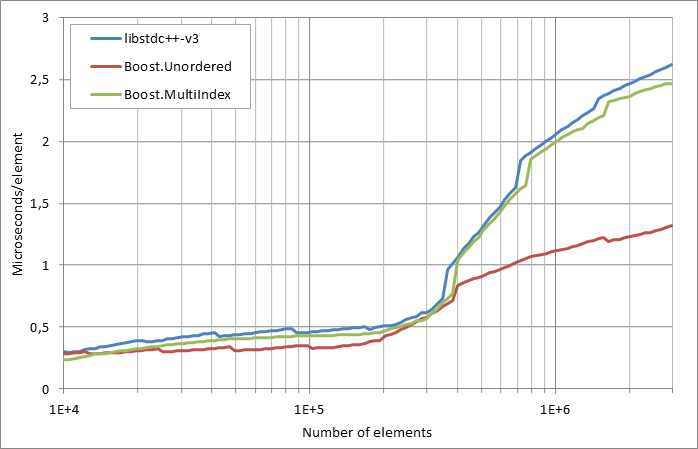 3
2,5
2
1,5
1
0,5
0
Microseconds/element
libstdc++-v3
Boost.Unordered
Boost.MultiIndex
1E+4 1E+5 1E+6
Number of elements